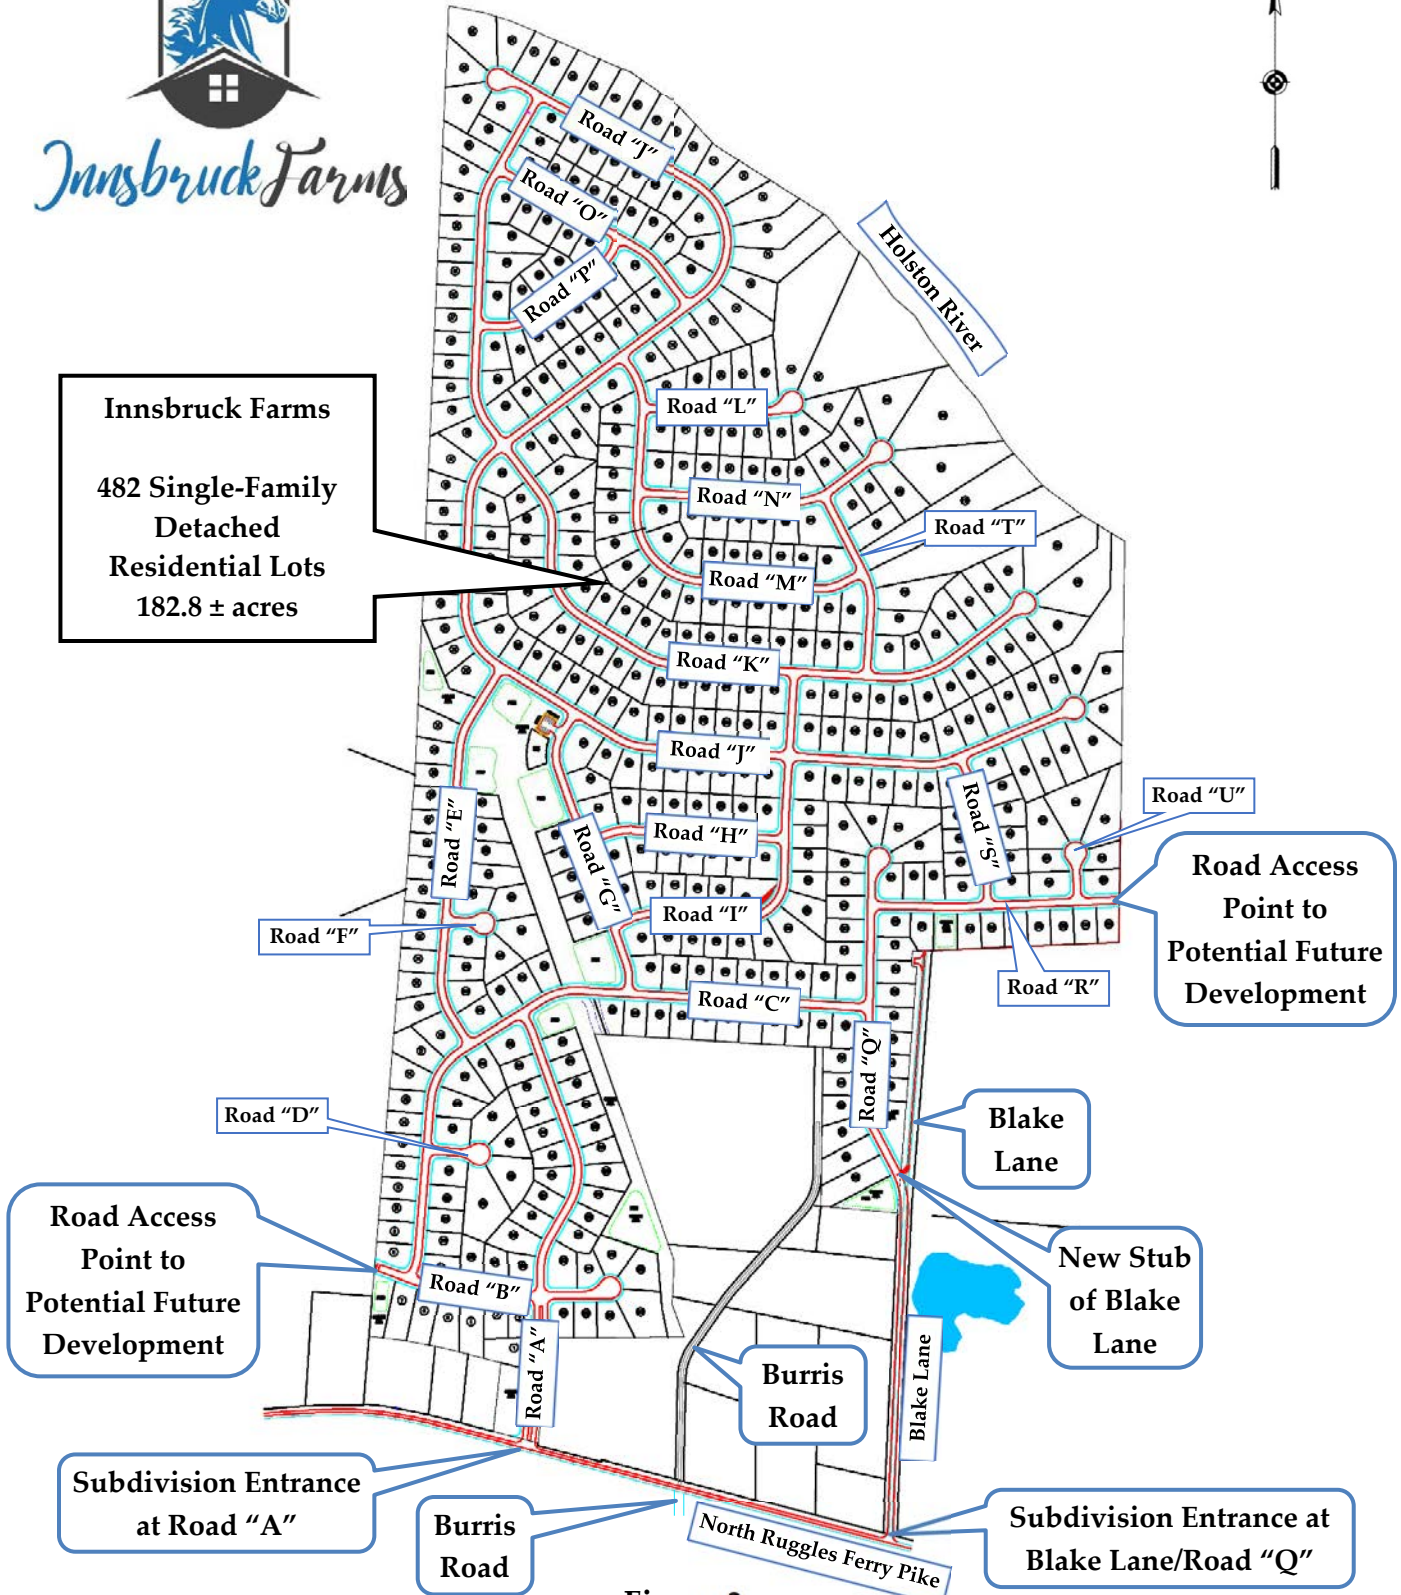 Innsbruck Farms
Road “J”
Road “O”
Road “P”
Holston River
Innsbruck Farms
482 Single-Family
Detached
Residential Lots
182.8 ± acres
Road “L”
Road “N”
Road “T”
Road “M”
Road “K”
Road “J”
Road “E”
Road “H”
Road “G”
Road “S”
Road “U”
Road Access
Point to
Potential Future
Development
Road “I”
Road “F”
Road “R”
Road “C”
Road “Q”
Road “D”
Blake
Lane
Road Access
Point to
Potential Future
Development
Road “B”
New Stub
of Blake
Lane
Road “A”
Blake Lane
Burris
Road
Subdivision Entrance
at Road “A”
Burris
Road
North Ruggles Ferry Pike
Subdivision Entrance at
Blake Lane/Road “Q”